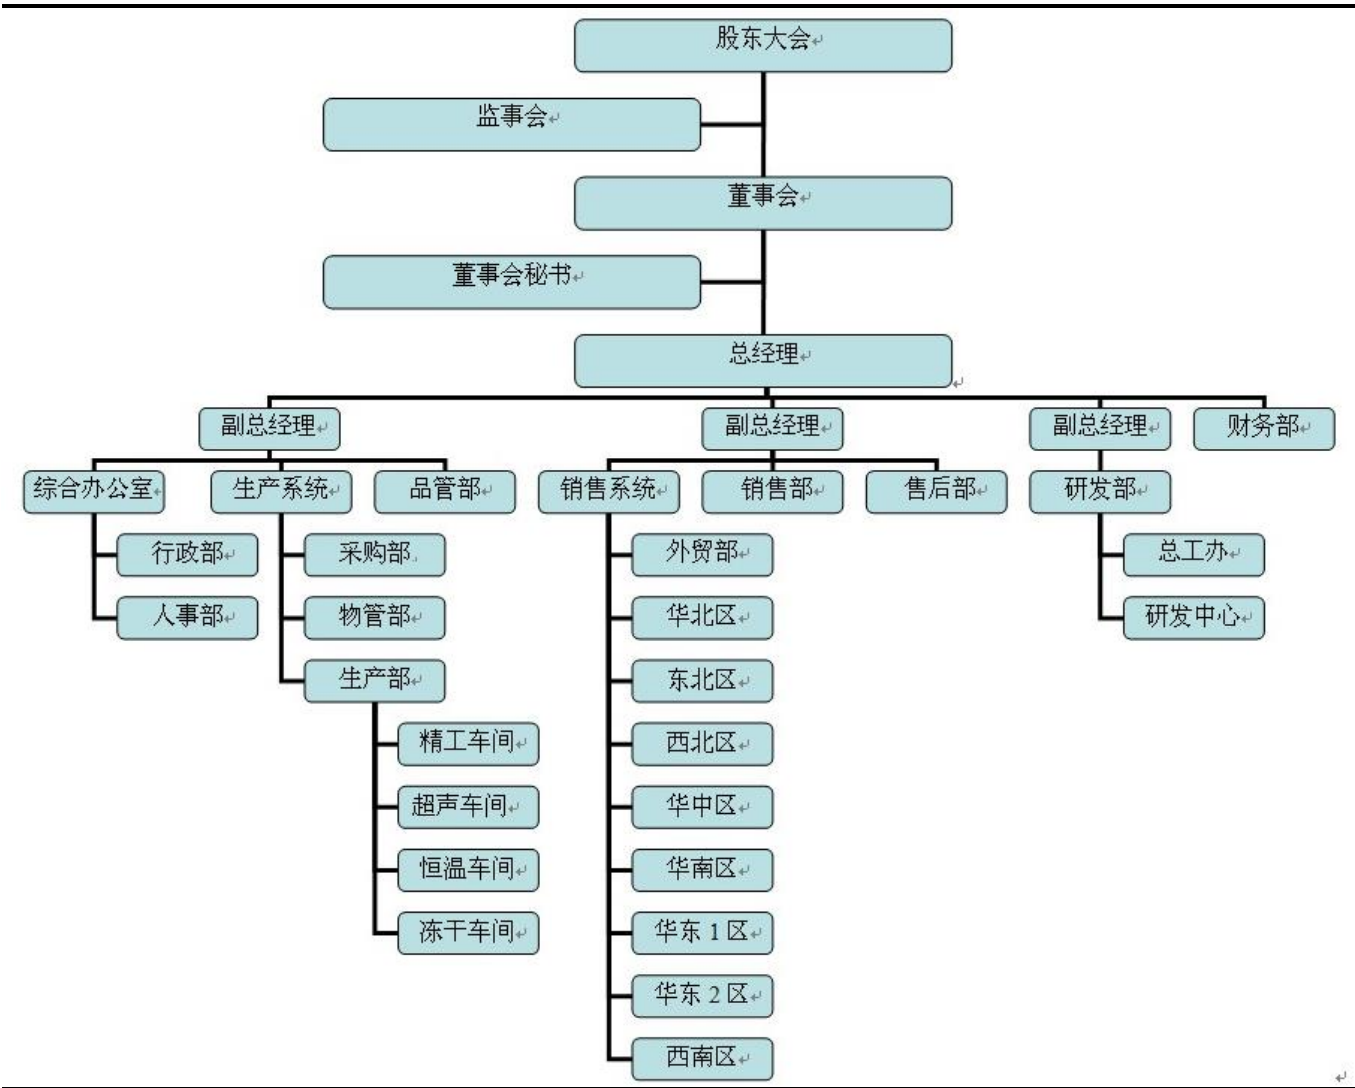 股东大会
监事会
董事会
董事会秘书
总经理
副总经理
副总经理
副总经理
财务部
综合办公室
生产系统
品管部
销售系统
销售部
售后部
研发部
行政部
采购部
外贸部
总工办
人事部
物管部
华北区
研发中心
生产部
东北区
精工车间
西北区
超声车间
华中区
恒温车间
华南区
冻干车间
华东 1 区
华东 2 区
西南区